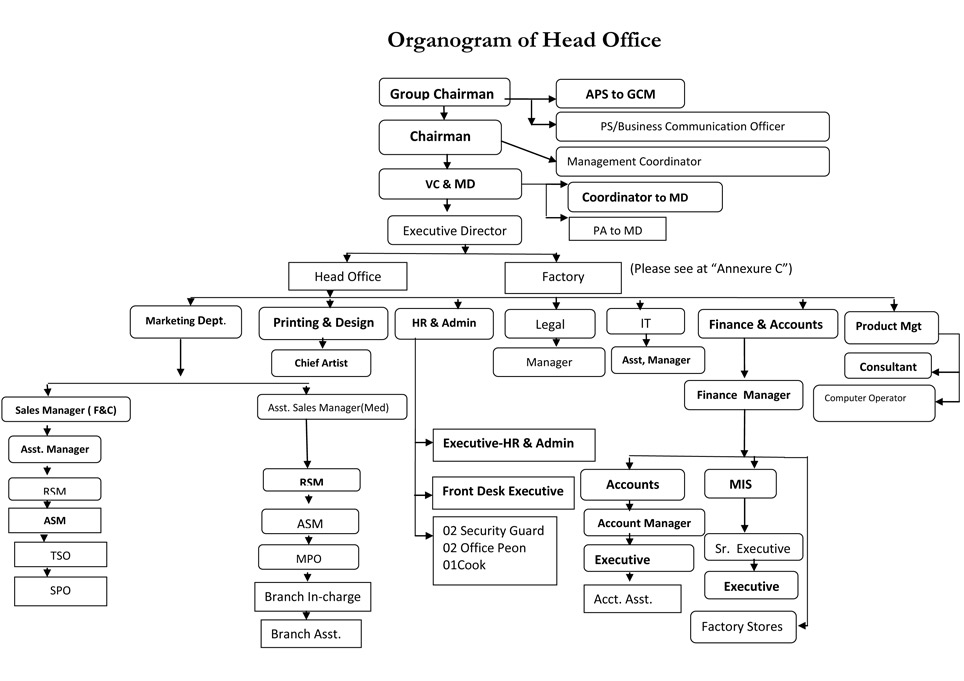 Organogram of Head Office
Group Chairman
APS to GCM
PS/Business Communication Officer
Chairman
Management Coordinator
VC & MD
Coordinator to MD
Executive Director
PA to MD
Head Office
Factory
(Please see at “Annexure C”)
Marketing Dept.
Printing & Design
HR & Admin
Legal
IT
Finance & Accounts
Product Mgt
Chief Artist
Manager
Asst, Manager
Consultant
Finance Manager
Computer Operator
Sales Manager ( F&C)
Asst. Sales Manager(Med)
Asst. Manager
Executive-HR & Admin
RSM
RSM
Front Desk Executive
Accounts
MIS
ASM
ASM
02 Security Guard
02 Office Peon
01Cook
Account Manager
TSO
MPO
Executive
Sr. Executive
SPO
Branch In-charge
Acct. Asst.
Executive
Branch Asst.
Factory Stores